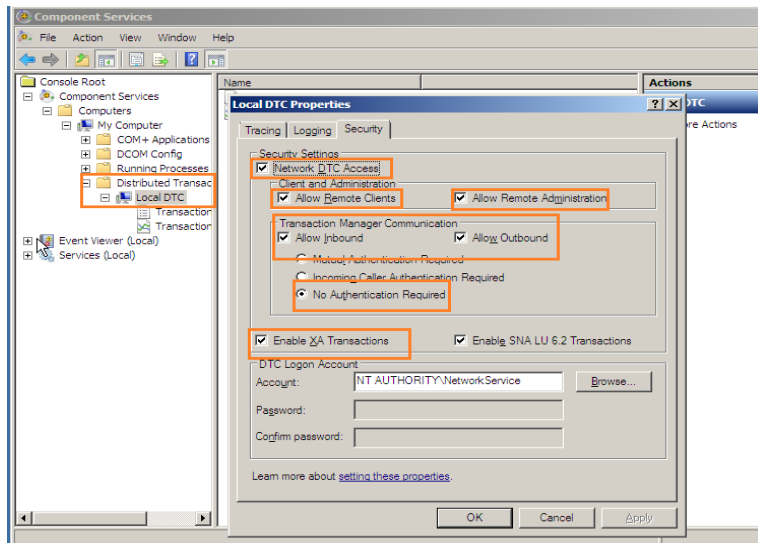 Component Services
File Action View Window Help
Console Root
Component Services
Computers
My Computer
COM+ Applications
DCOM Config
Running Processes
Distributed Transac
Local DTC
Transaction
Transaction
Event Viewer (Local)
Services (Local)
Name
Actions
DTC
ore Actions
Local DTC Properties
Tracing Logging Security
Security Settings
Network DTC Access
Client and Administration
Allow Remote Clients Allow Remote Administration
Transaction Manager Communication
Allow Inbound Allow Outbound
Mutual Authentication Required
Incoming Caller Authentication Required
No Authentication Required
Enable XA Transactions Enable SNA LU 6.2 Transactions
DTC Logon Account
Account: NT AUTHORITY\NetworkService Browse...
Password:
Confirm password:
Learn more about setting these properties.
OK Cancel Apply